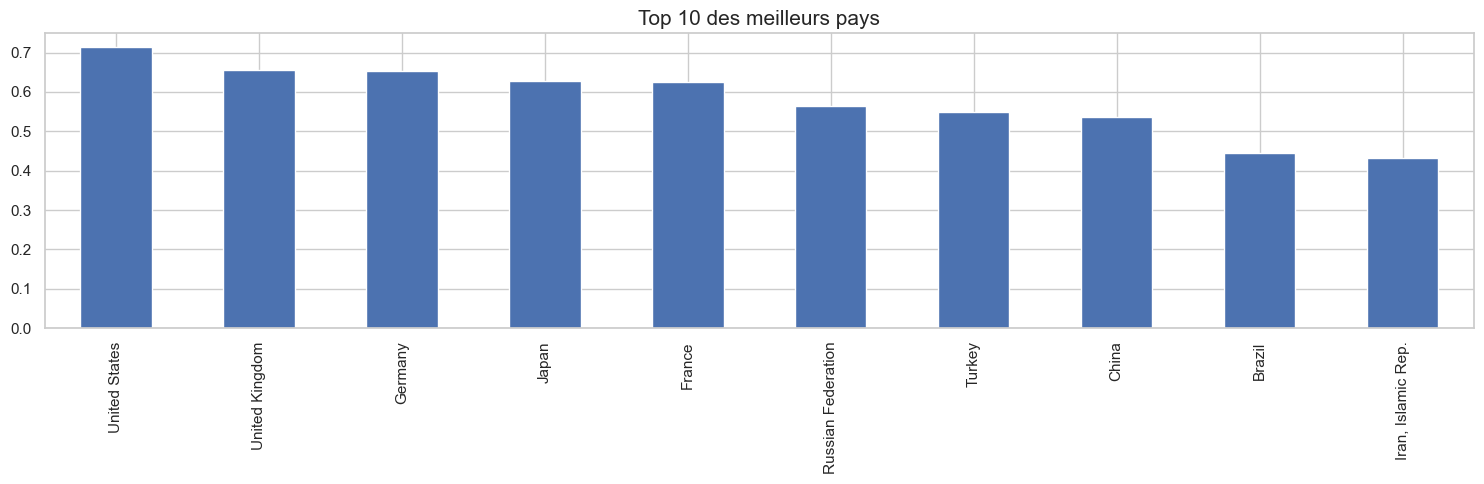 Top 10 des meilleurs pays
0.7
0.6
0.5
0.4
0.3
0.2
0.1
0.0
United States
United Kingdom
Germany
Japan
France
Russian Federation
Turkey
China
Brazil
Iran, Islamic Rep.